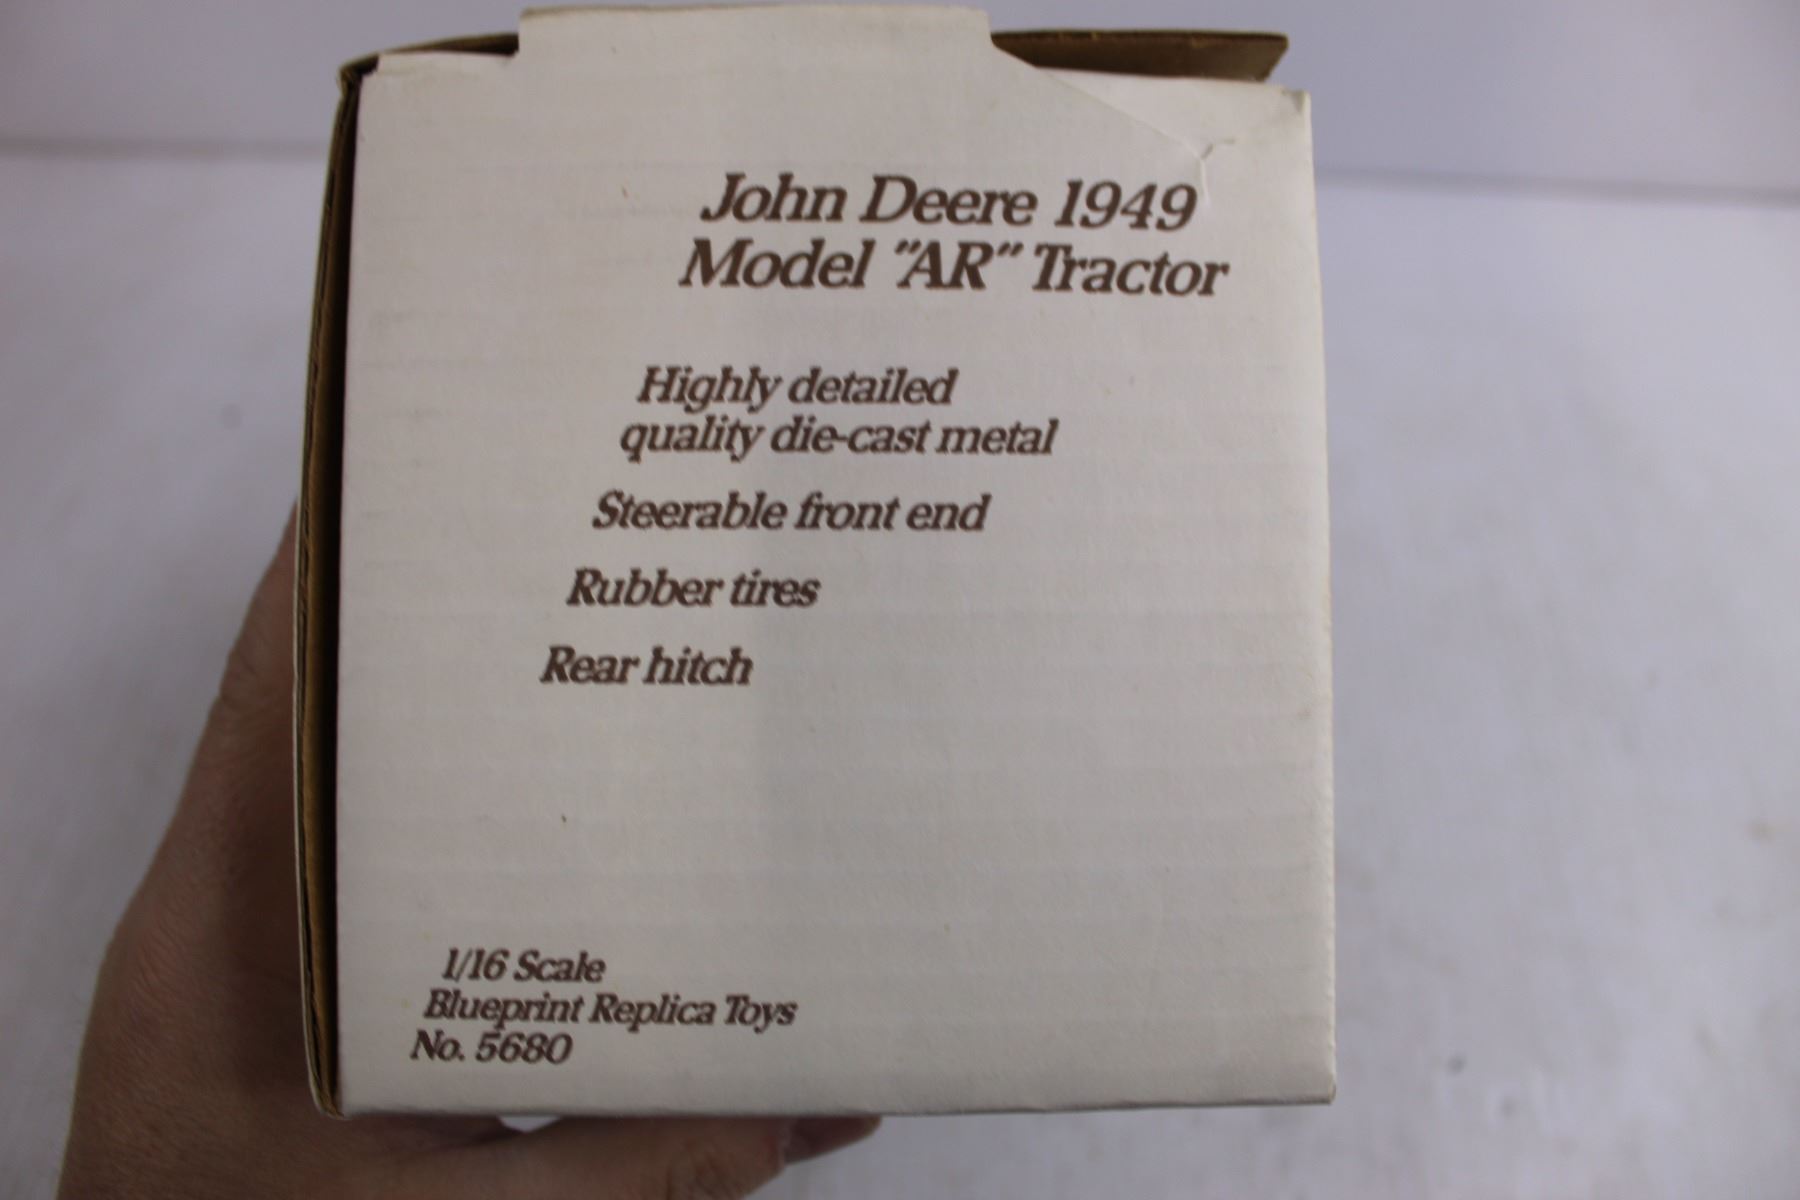 John Deere 1949
Model "AR" Tractor
Highly detailed
quality die-cast metal
Steerable front end
Rubber tires
Rear hitch
1/16 Scale
Blueprint Replica Toys
No. 5680